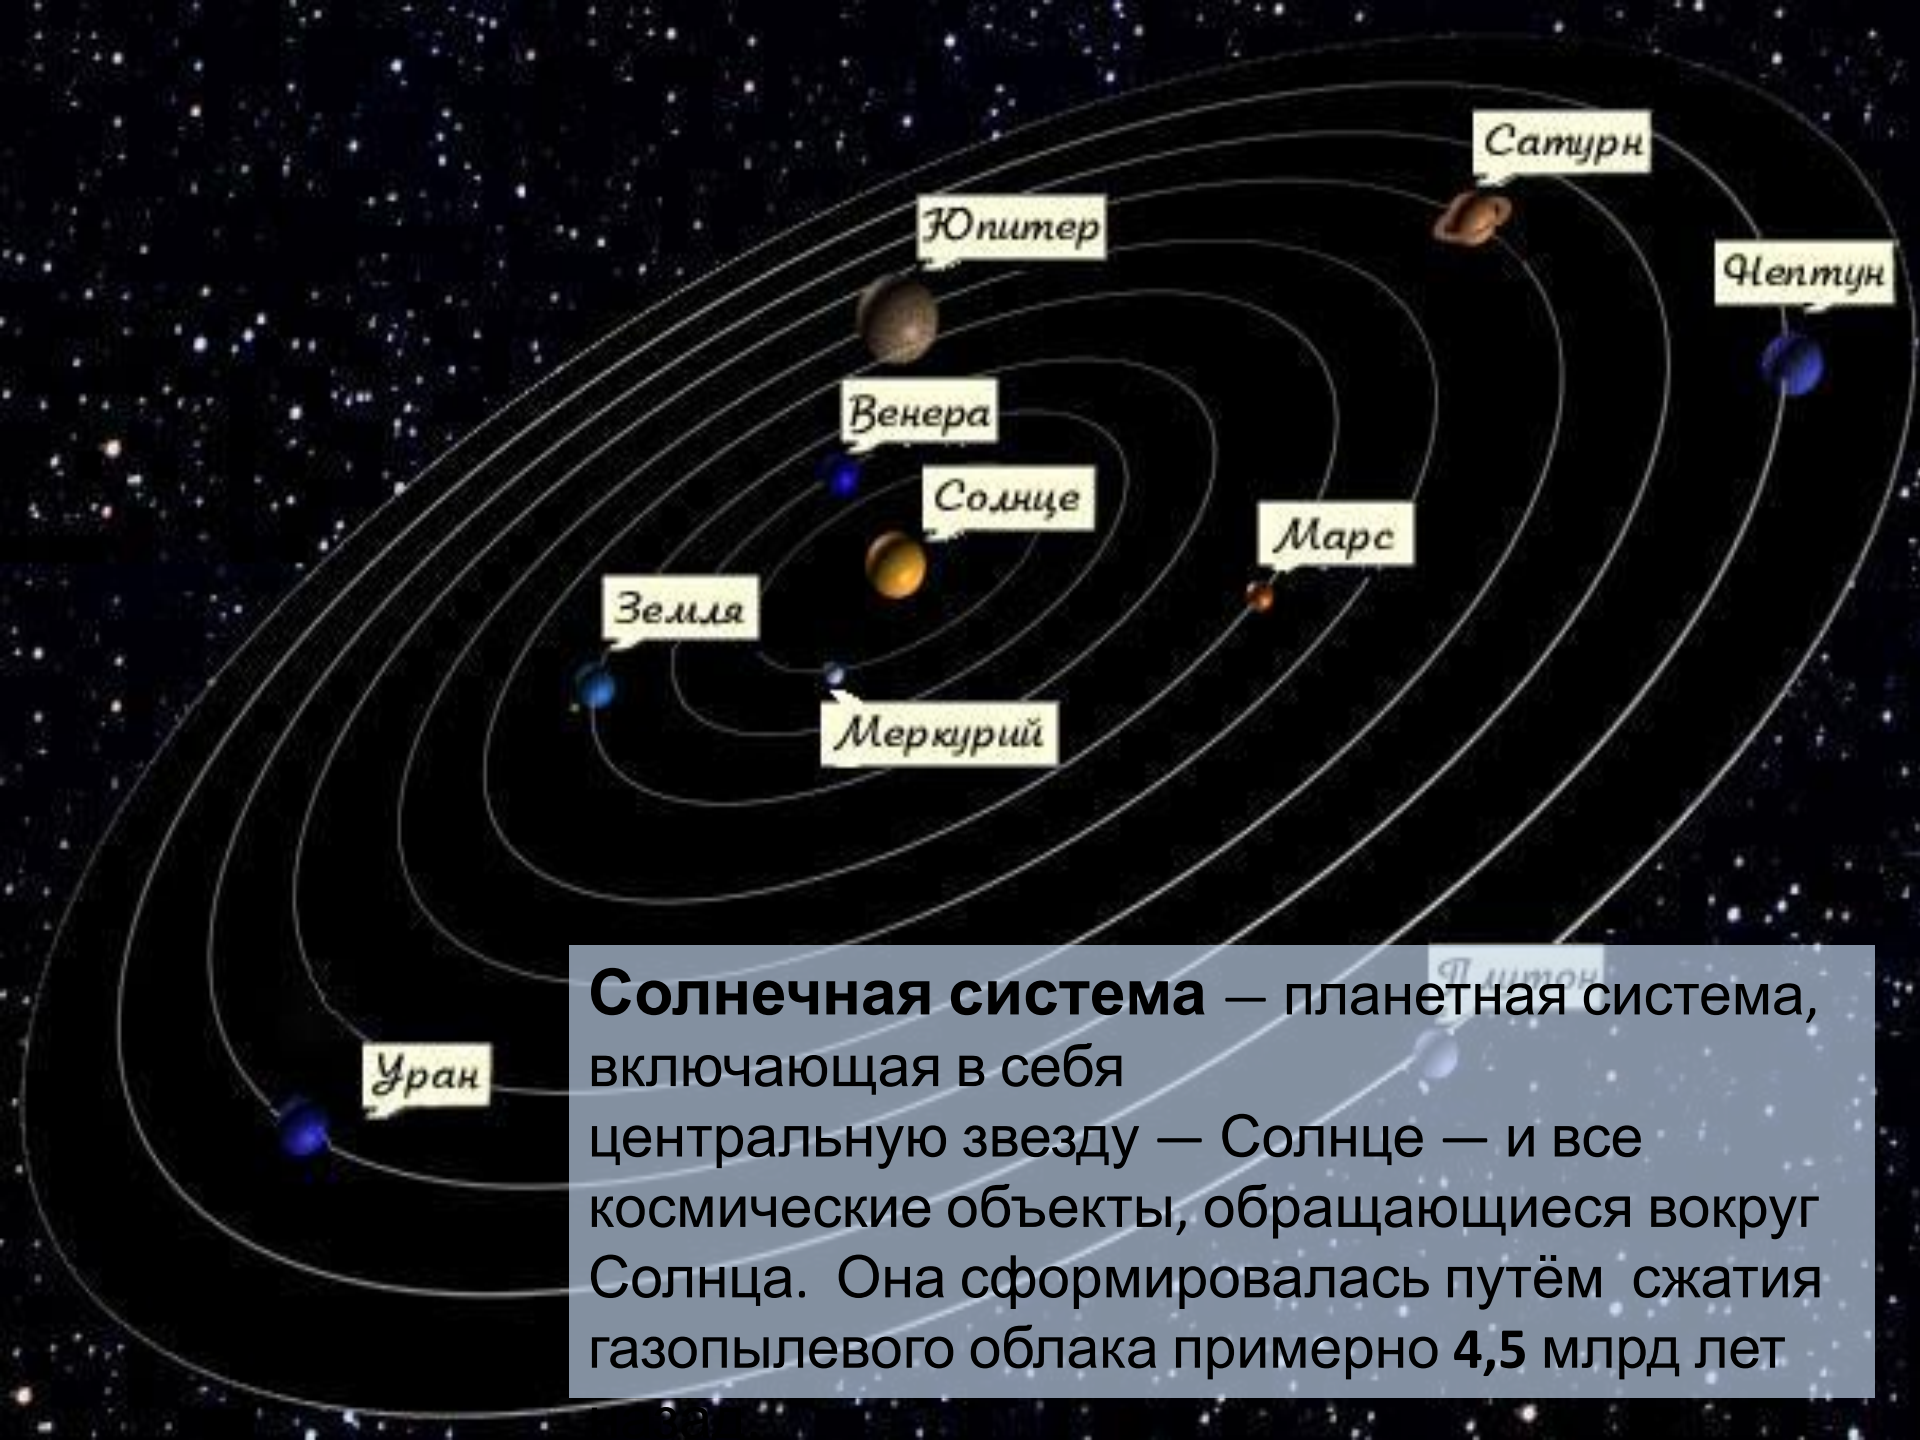 Сатурн
Юпитер
Нептун
Венера
Солнце
Марс
Земля
Меркурий
Плутон
Уран
Солнечная система — планетная система,
включающая в себя
центральную звезду — Солнце — и все
космические объекты, обращающиеся вокруг
Солнца. Она сформировалась путём сжатия
газопылевого облака примерно 4,5 млрд лет